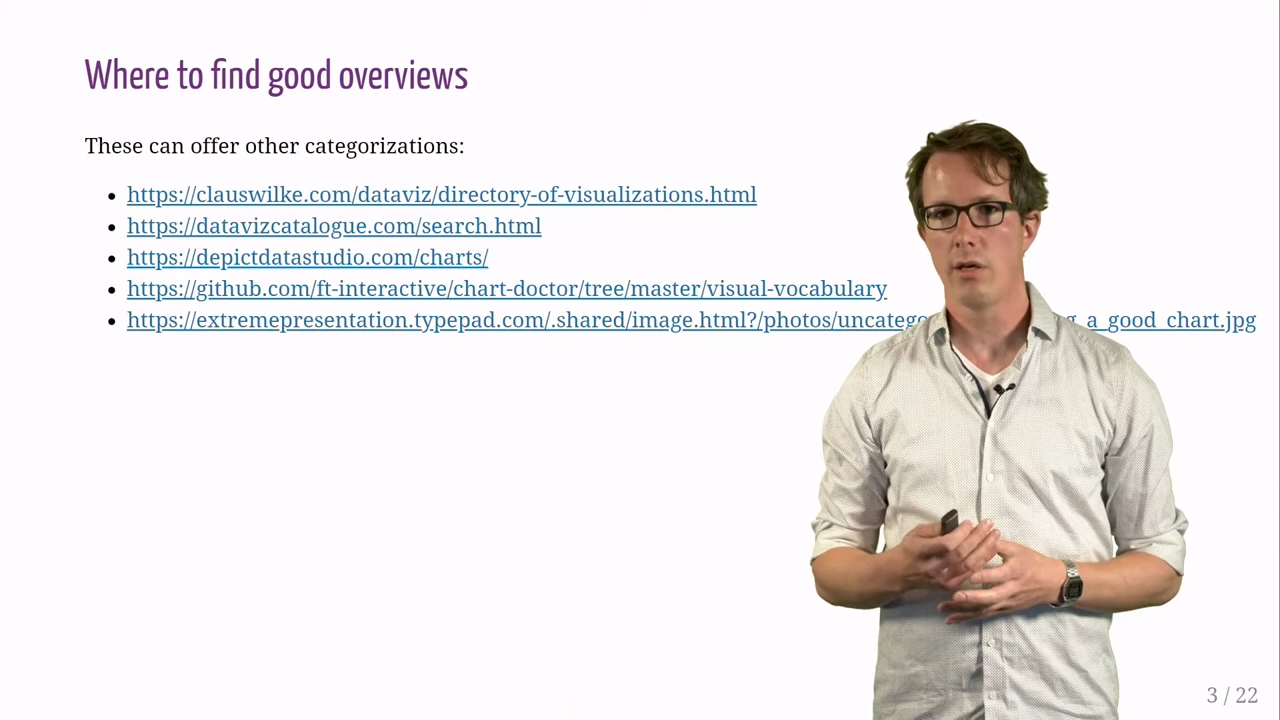 Where to find good overviews
These can offer other categorizations:
https://clauswilke.com/dataviz/directory-of-visualizations.html
https://datavizcatalogue.com/search.html
https://depictdatastudio.com/charts/
https://github.com/ft-interactive/chart-doctor/tree/master/visual-vocabulary
https://extremepresentation.typepad.com/.shared/image.html?/photos/uncatego g_a_good_chart.jpg
3 / 22